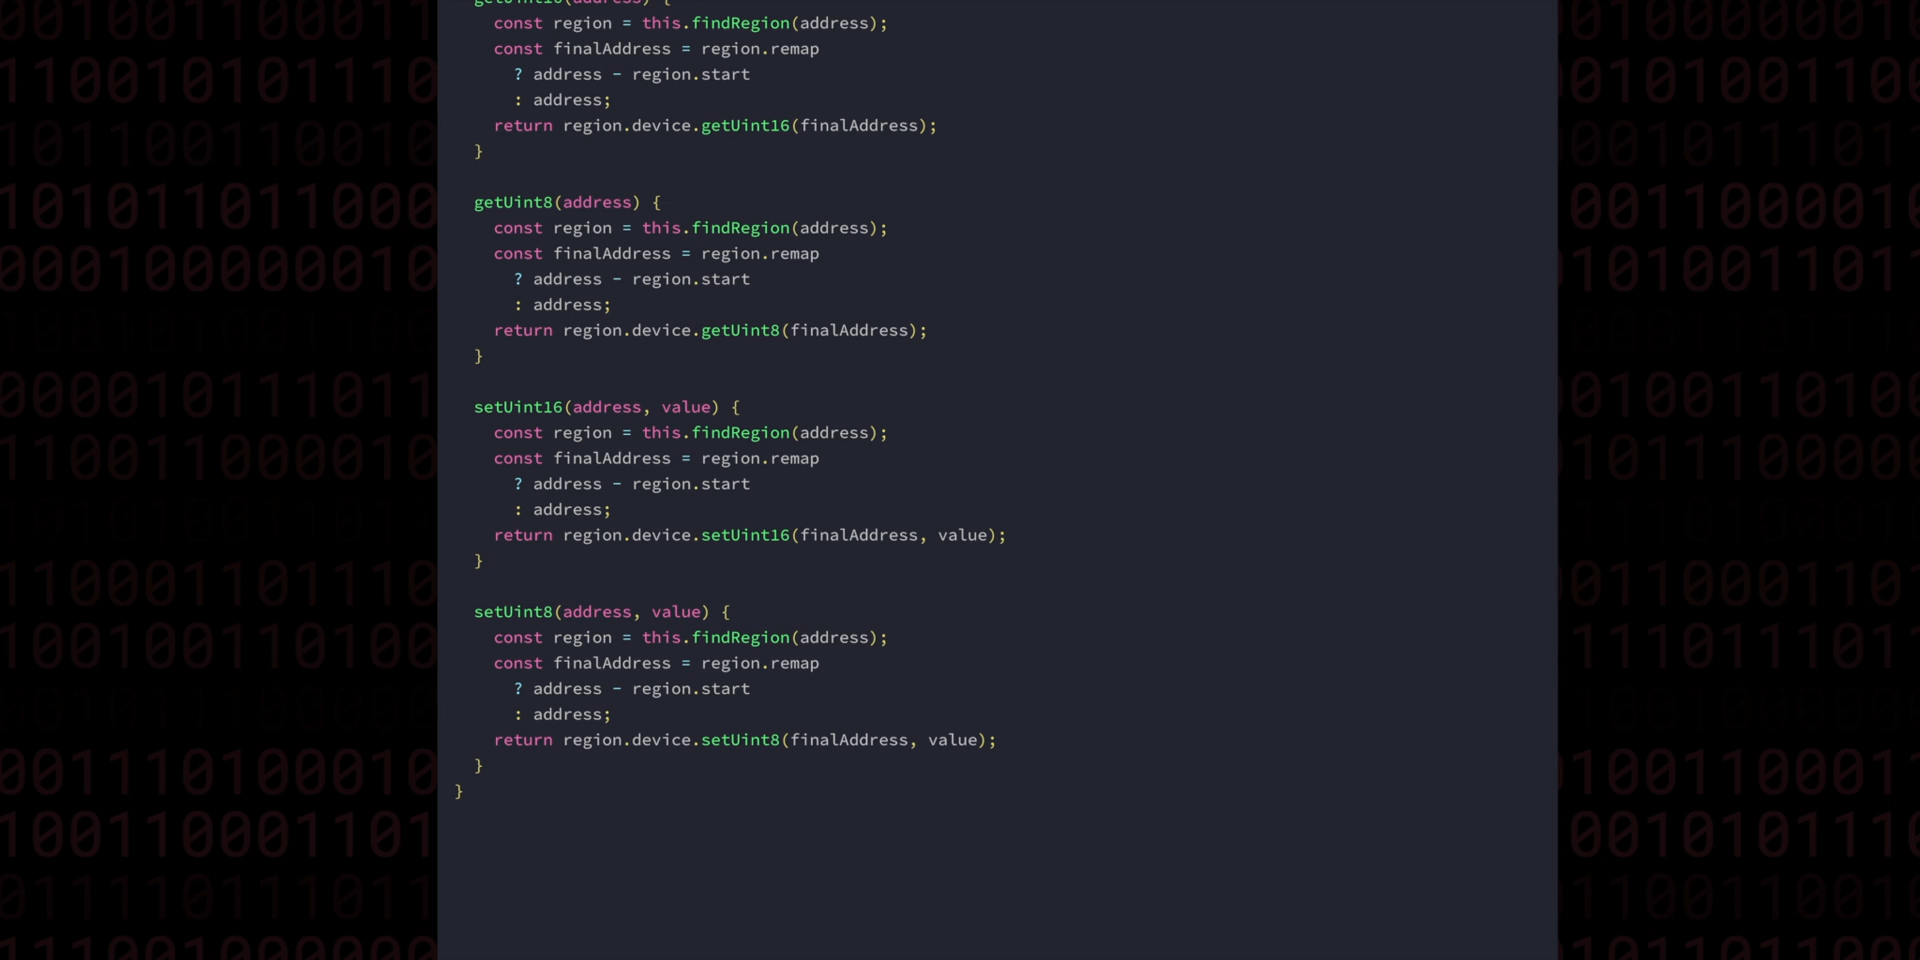 getUint16(address) {
const region = this.findRegion(address);
const finalAddress = region.remap
? address - region.start
: address;
return region.device.getUint16(finalAddress);
}
getUint8(address) {
const region = this.findRegion(address);
const finalAddress = region.remap
? address - region.start
: address;
return region.device.getUint8(finalAddress);
}
setUint16(address, value) {
const region = this.findRegion(address);
const finalAddress = region.remap
? address - region.start
: address;
return region.device.setUint16(finalAddress, value);
}
setUint8(address, value) {
const region = this.findRegion(address);
const finalAddress = region.remap
? address - region.start
: address;
return region.device.setUint8(finalAddress, value);
}
}